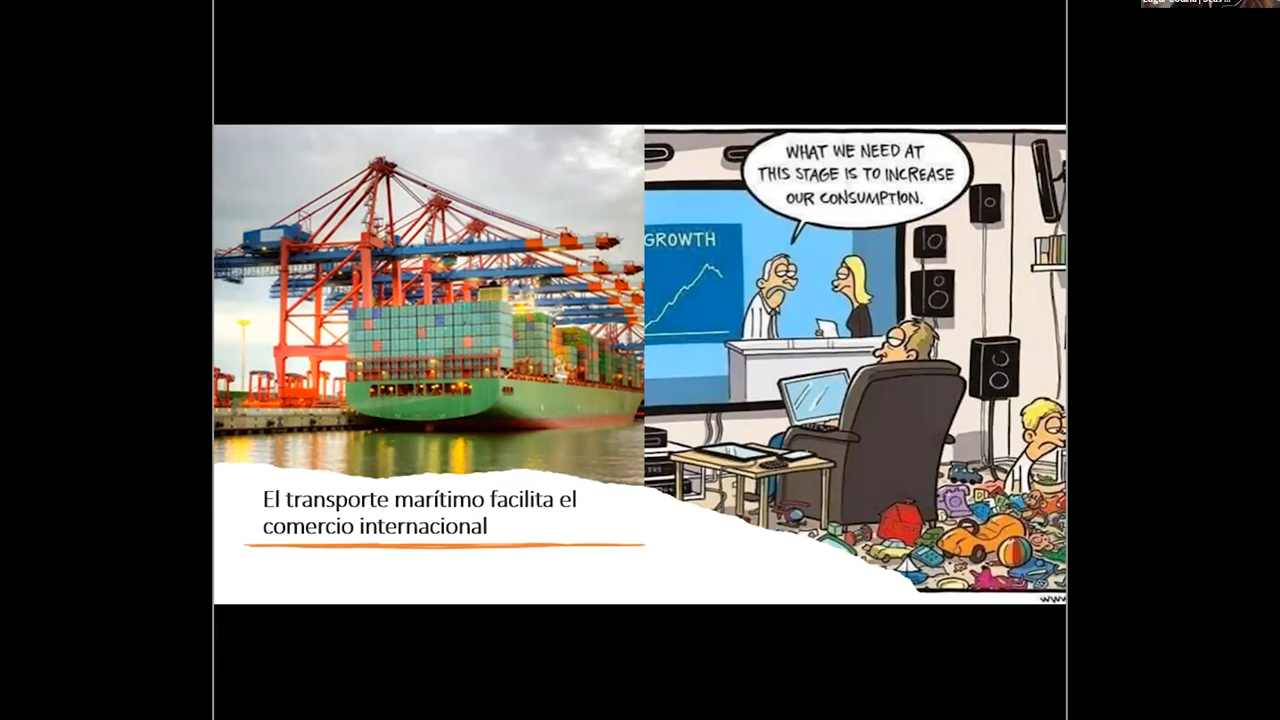 WHAT WE NEED AT
THIS STAGE IS TO INCREASE
OUR CONSUMPTION.
GROWTH
El transporte marítimo facilita el
comercio internacional